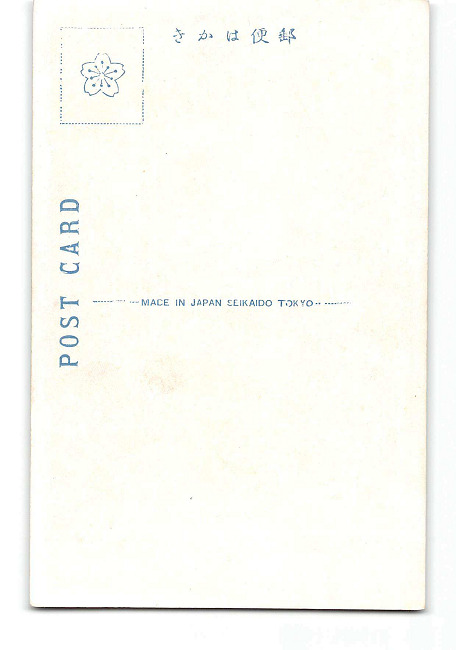 きかは便郵
POST CARD
MADE IN JAPAN SEIKAIDO TOKYO